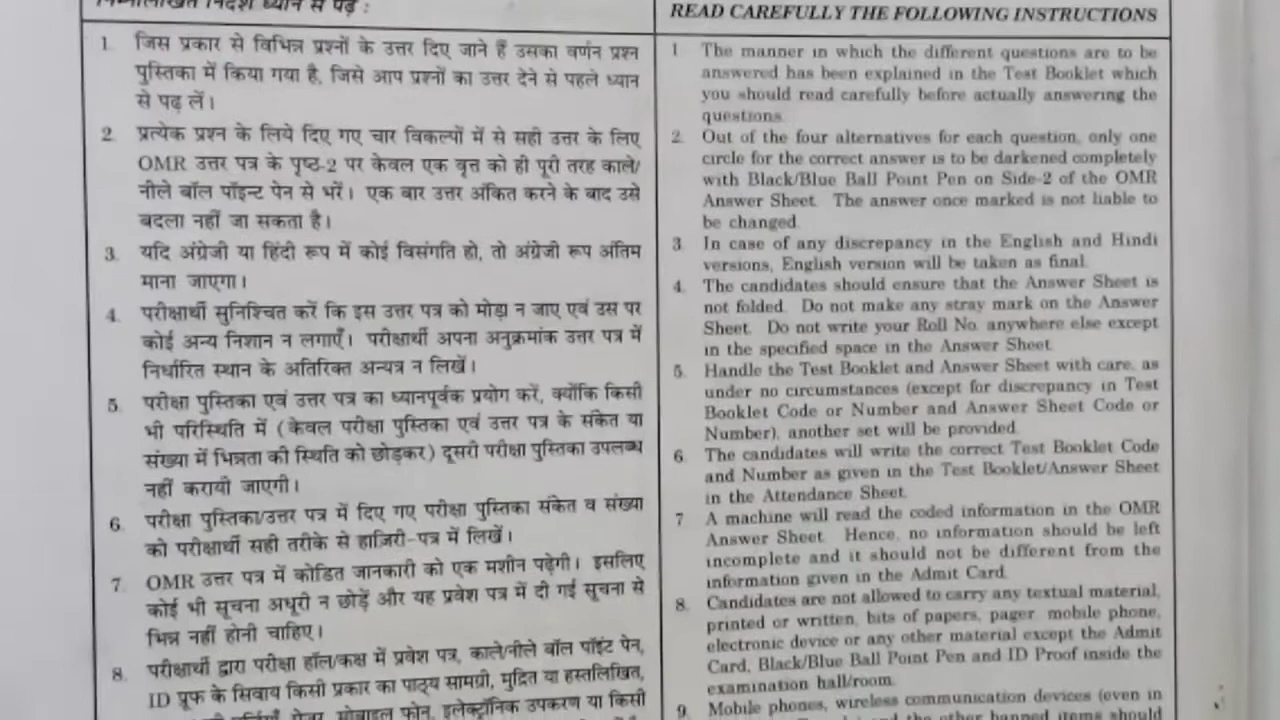 निम्नलिखित निर्देश ध्यान से पढ़ें :
1. जिस प्रकार से विभिन्न प्रश्नों के उत्तर दिए जाने हैं उसका वर्णन प्रश्न
पुस्तिका में किया गया है, जिसे आप प्रश्नों का उत्तर देने से पहले ध्यान
से पढ़ लें।
2. प्रत्येक प्रश्न के लिये दिए गए चार विकल्पों में से सही उत्तर के लिए
OMR उत्तर पत्र के पृष्ठ-2 पर केवल एक वृत्त को ही पूरी तरह काले/
नीले बॉल पॉइन्ट पेन से भरें। एक बार उत्तर अंकित करने के बाद उसे
बदला नहीं जा सकता है।
3. यदि अंग्रेजी या हिंदी रूप में कोई विसंगति हो, तो अंग्रेजी रूप अंतिम
माना जाएगा।
4. परीक्षार्थी सुनिश्चित करें कि इस उत्तर पत्र को मोड़ा न जाए एवं उस पर
कोई अन्य निशान न लगाएँ। परीक्षार्थी अपना अनुक्रमांक उत्तर पत्र में
निर्धारित स्थान के अतिरिक्त अन्यत्र न लिखें।
5. परीक्षा पुस्तिका एवं उत्तर पत्र का ध्यानपूर्वक प्रयोग करें, क्योंकि किसी
भी परिस्थिति में (केवल परीक्षा पुस्तिका एवं उत्तर पत्र के संकेत या
संख्या में भिन्नता की स्थिति को छोड़कर) दूसरी परीक्षा पुस्तिका उपलब्ध
नहीं करायी जाएगी।
6. परीक्षा पुस्तिका/उत्तर पत्र में दिए गए परीक्षा पुस्तिका संकेत व संख्या
को परीक्षार्थी सही तरीके से हाज़िरी-पत्र में लिखें।
7. OMR उत्तर पत्र में कोडित जानकारी को एक मशीन पढ़ेगी। इसलिए
कोई भी सूचना अधूरी न छोड़ें और यह प्रवेश पत्र में दी गई सूचना से
भिन्न नहीं होनी चाहिए।
8. परीक्षार्थी द्वारा परीक्षा हॉल/कक्ष में प्रवेश पत्र, काले/नीले बॉल पॉइंट पेन,
ID प्रूफ के सिवाय किसी प्रकार का पाठ्य सामग्री, मुद्रित या हस्तलिखित,
मोबाइल फोन, इलेक्ट्रॉनिक उपकरण या किसी
READ CAREFULLY THE FOLLOWING INSTRUCTIONS
1 The manner in which the different questions are to be
answered has been explained in the Test Booklet which
you should read carefully before actually answering the
questions.
2. Out of the four alternatives for each question, only one
circle for the correct answer is to be darkened completely
with Black/Blue Ball Point Pen on Side-2 of the OMR
Answer Sheet. The answer once marked is not liable to
be changed.
3. In case of any discrepancy in the English and Hindi
versions, English version will be taken as final.
4. The candidates should ensure that the Answer Sheet is
not folded. Do not make any stray mark on the Answer
Sheet. Do not write your Roll No. anywhere else except
in the specified space in the Answer Sheet.
5. Handle the Test Booklet and Answer Sheet with care, as
under no circumstances (except for discrepancy in Test
Booklet Code or Number and Answer Sheet Code or
Number), another set will be provided.
6. The candidates will write the correct Test Booklet Code
and Number as given in the Test Booklet/Answer Sheet
in the Attendance Sheet.
7 A machine will read the coded information in the OMR
Answer Sheet. Hence, no information should be left
incomplete and it should not be different from the
information given in the Admit Card.
8. Candidates are not allowed to carry any textual material,
printed or written, bits of papers, pager, mobile phone,
electronic device or any other material except the Admit
Card, Black/Blue Ball Point Pen and ID Proof inside the
examination hall/room.
9. Mobile phones, wireless communication devices (even in
the other banned items should